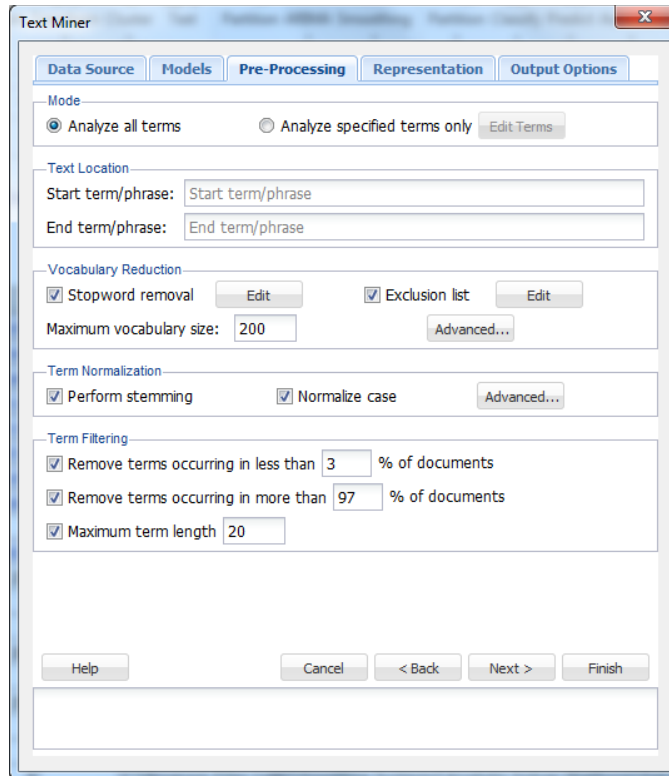 Text Miner
X
Data Source Models Pre-Processing Representation Output Options
Mode
Analyze all terms Analyze specified terms only Edit Terms
Text Location
Start term/phrase: Start term/phrase
End term/phrase: End term/phrase
Vocabulary Reduction
Stopword removal Edit Exclusion list Edit
Maximum vocabulary size: 200 Advanced...
Term Normalization
Perform stemming Normalize case Advanced...
Term Filtering
Remove terms occurring in less than 3 % of documents
Remove terms occurring in more than 97 % of documents
Maximum term length 20
Help Cancel < Back Next > Finish